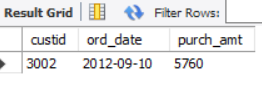 Result Grid Filter Rows:
custid ord_date purch_amt
3002 2012-09-10 5760